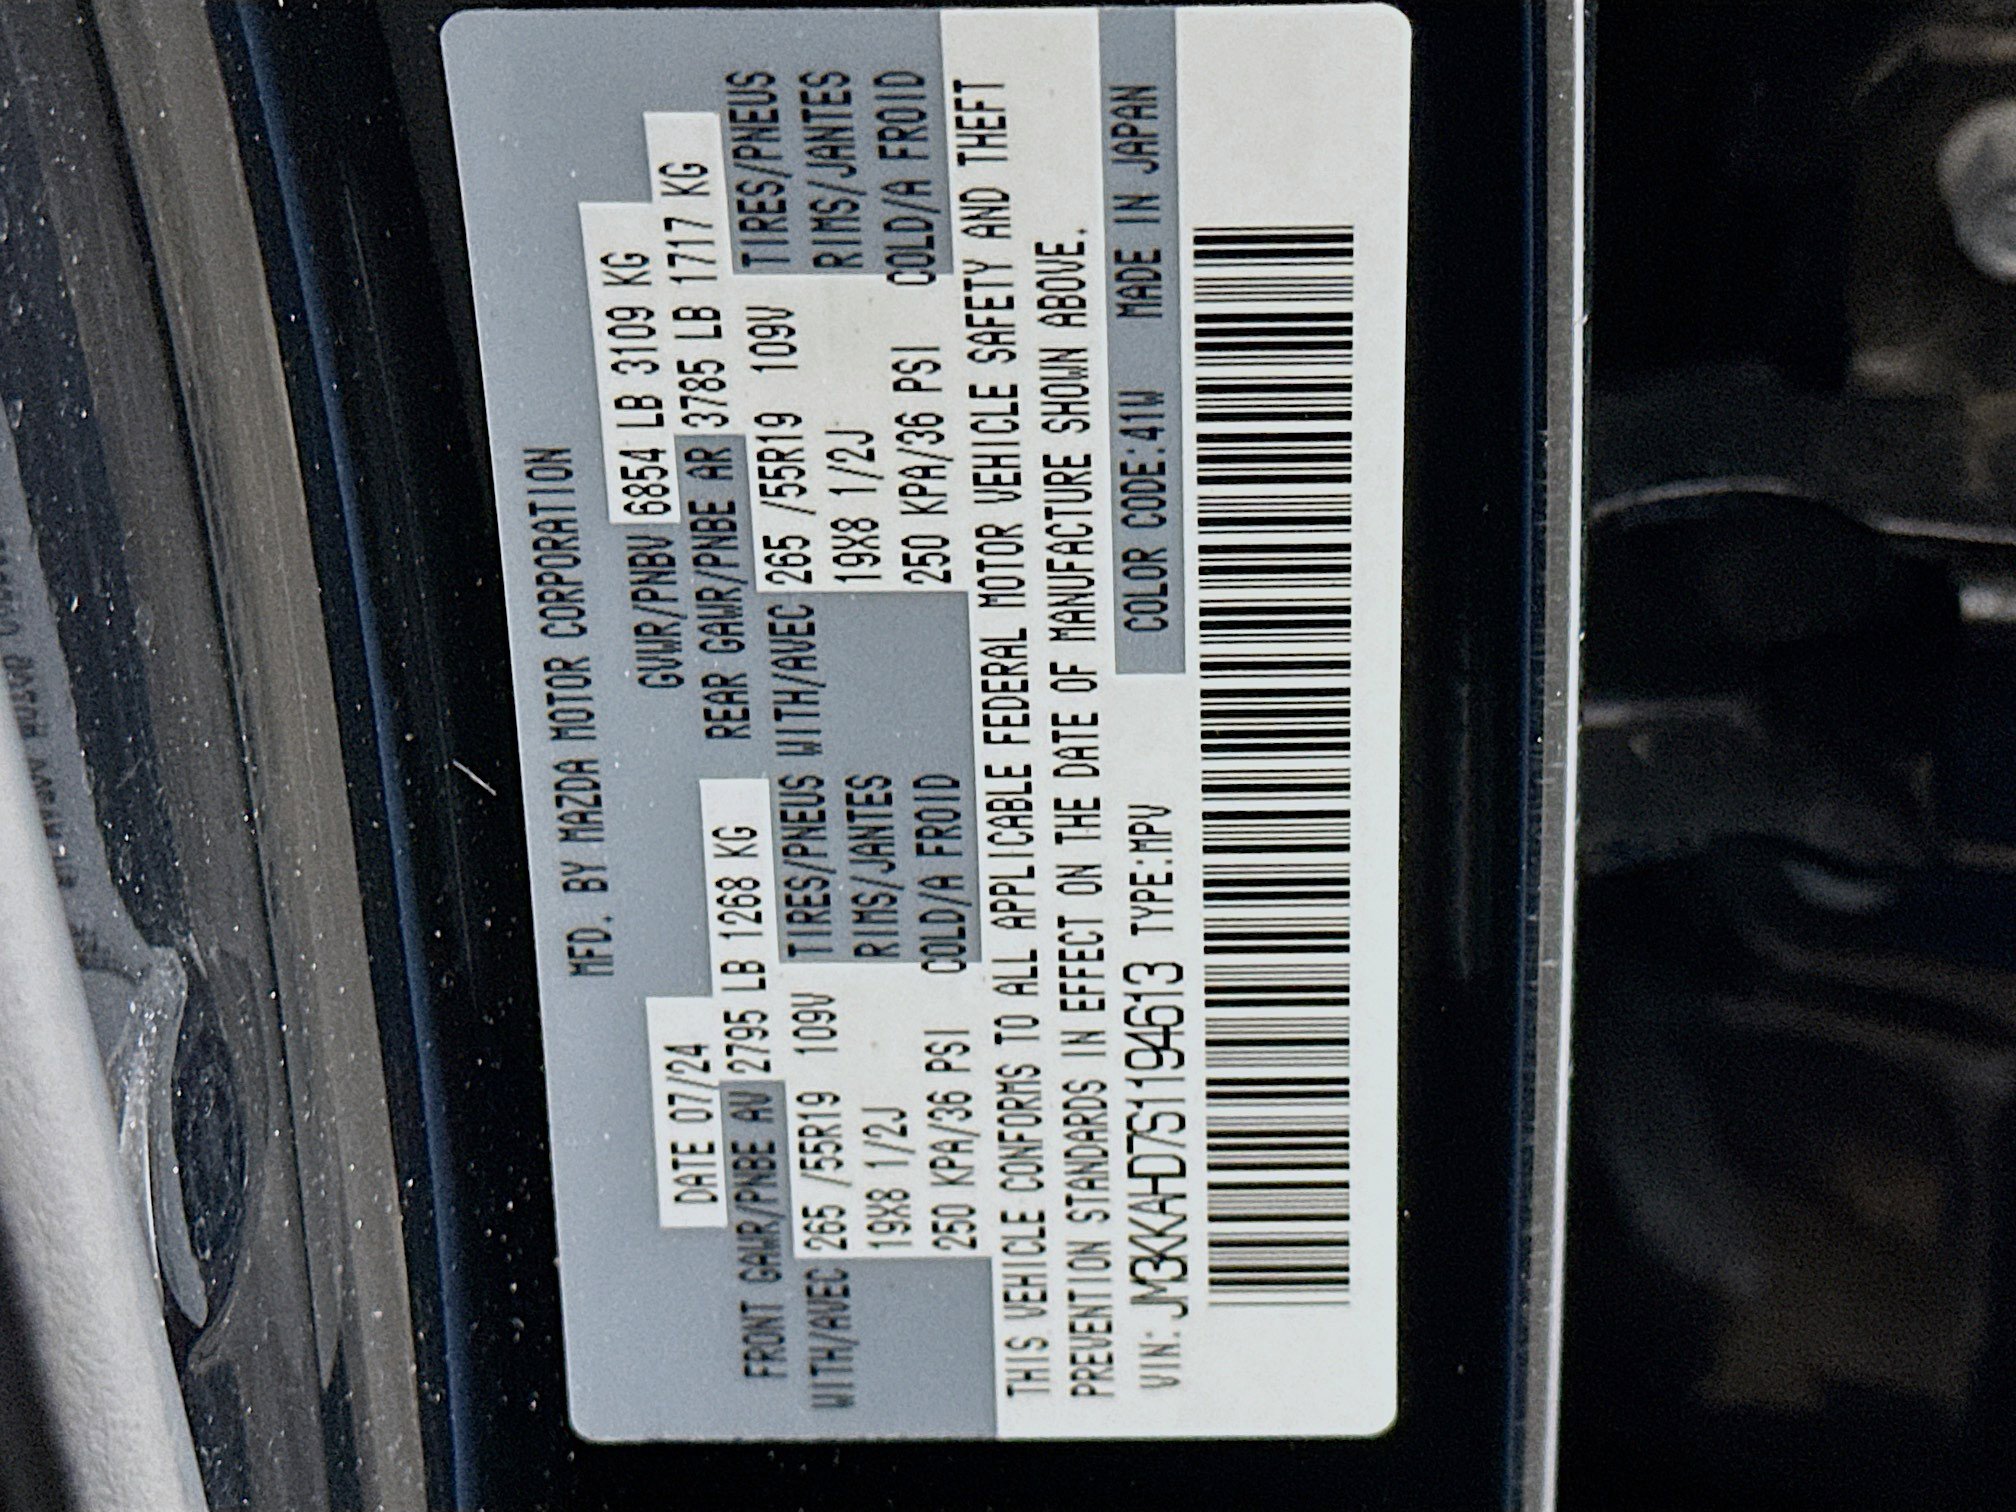 MFD. BY MAZDA MOTOR CORPORATION
DATE 07/24 GVWR/PNBV 6854 LB 3109 KG
FRONT GAWR/PNBE AV 2795 LB 1268 KG REAR GAWR/PNBE AR 3785 LB 1717 KG
WITH/AVEC 265 /55R19 109V TIRES/PNEUS WITH/AVEC 265 /55R19 109V TIRES/PNEUS
19X8 1/2J RIMS/JANTES 19X8 1/2J RIMS/JANTES
250 KPA/36 PSI COLD/A FROID 250 KPA/36 PSI COLD/A FROID
THIS VEHICLE CONFORMS TO ALL APPLICABLE FEDERAL MOTOR VEHICLE SAFETY AND THEFT
PREVENTION STANDARDS IN EFFECT ON THE DATE OF MANUFACTURE SHOWN ABOVE.
VIN: JM3KKAHD7S1194613 TYPE:MPV COLOR CODE:41W MADE IN JAPAN